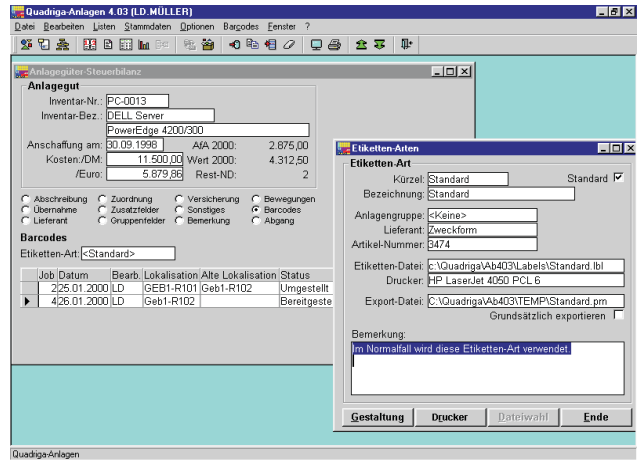 Quadriga-Anlagen 4.03 (LD.MÜLLER)
Datei Bearbeiten Listen Stammdaten Optionen Barcodes Fenster ?
Anlagegüter-Steuerbilanz
Anlagegut
Inventar-Nr.: PC-0013
Inventar-Bez.: DELL Server
PowerEdge 4200/300
Anschaffung am: 30.09.1998 AfA 2000: 2.875,00
Kosten:/DM: 11.500,00 Wert 2000: 4.312,50
/Euro: 5.879,86 Rest-ND: 2
Abschreibung Zuordnung Versicherung Bewegungen
Übernahme Zusatzfelder Sonstiges Barcodes
Lieferant Gruppenfelder Bemerkung Abgang
Barcodes
Etiketten-Art: <Standard>
Job Datum Bearb. Lokalisation Alte Lokalisation Status
2 25.01.2000 LD GEB1-R101 Geb1-R102 Umgestellt
4 26.01.2000 LD Geb1-R102 Bereitgeste
Etiketten-Arten
Etiketten-Art
Kürzel: Standard Standard
Bezeichnung: Standard
Anlagengruppe: <Keine>
Lieferant: Zweckform
Artikel-Nummer: 3474
Etiketten-Datei: c:\Quadriga\Ab403\Labels\Standard.lbl
Drucker: HP LaserJet 4050 PCL 6
Export-Datei: C:\Quadriga\Ab403\TEMP\Standard.prn
Grundsätzlich exportieren
Bemerkung:
Im Normalfall wird diese Etiketten-Art verwendet.
Gestaltung Drucker Dateiwahl Ende
Quadriga-Anlagen